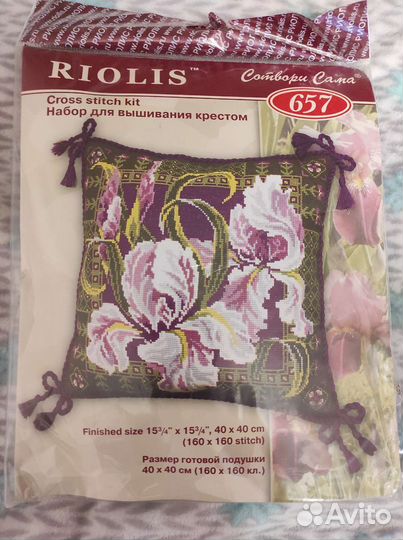 RIOLIS™
Сотвори Сама™
Cross stitch kit
657
Набор для вышивания крестом
Finished size 15¾" x 15¾", 40 x 40 cm
(160 x 160 stitch)
Размер готовой подушки
40 x 40 см (160 x 160 кл.)
Avito